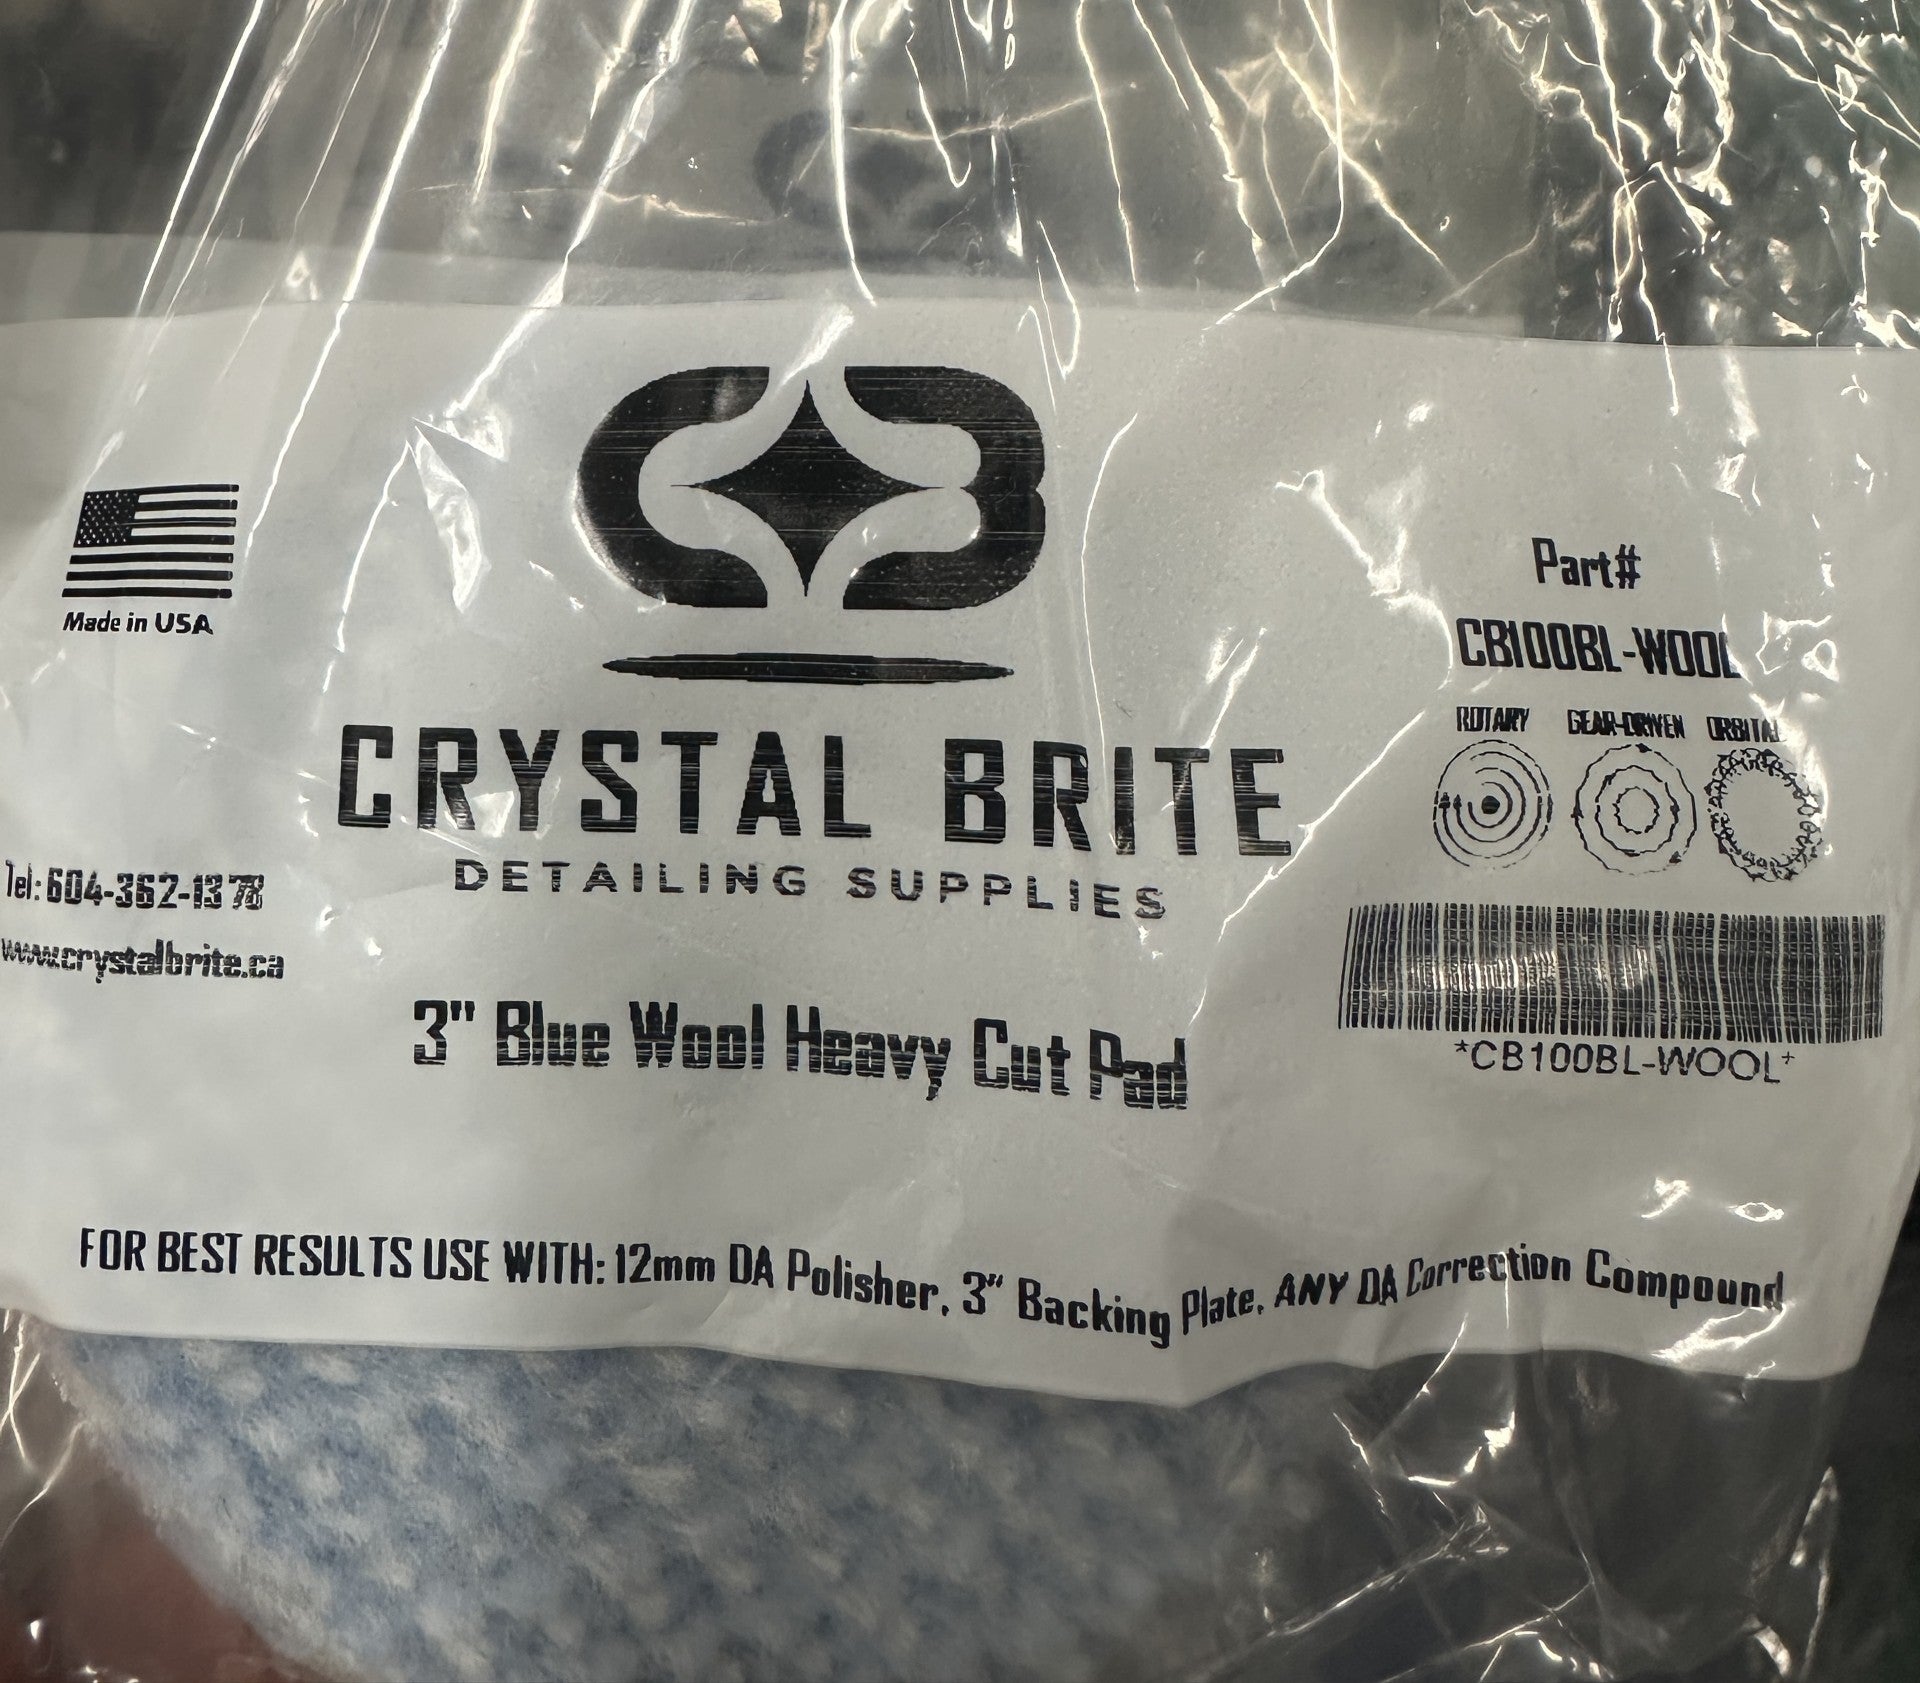 Made in USA
CRYSTAL BRITE
DETAILING SUPPLIES
Tel: 604-362-1378
www.crystalbrite.ca
3" Blue Wool Heavy Cut Pad
Part#
CB100BL-WOOL
ROTARY GEAR-DRIVEN ORBITAL
*CB100BL-WOOL*
FOR BEST RESULTS USE WITH: 12mm DA Polisher, 3" Backing Plate, ANY DA Correction Compound